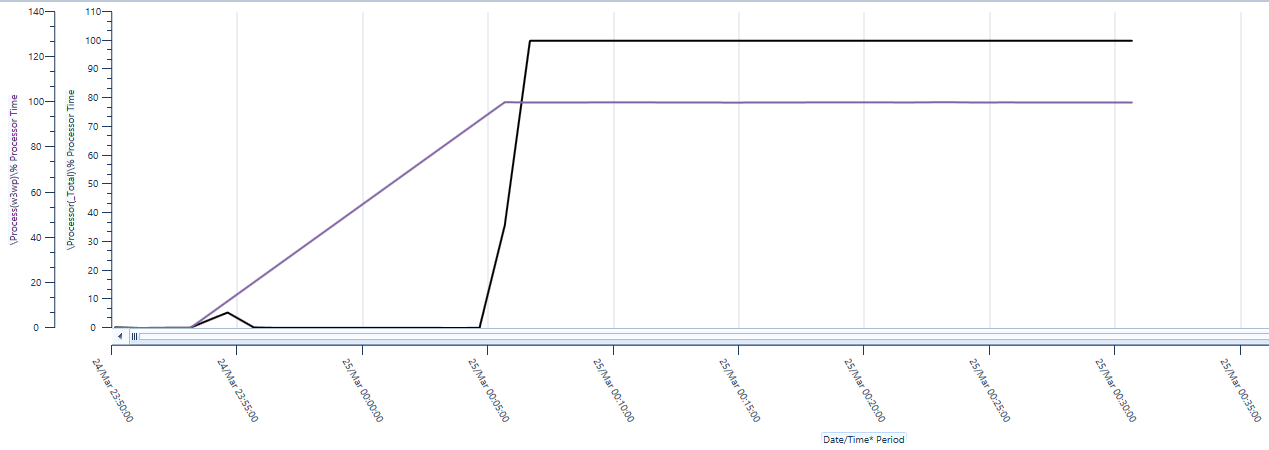 140
120
100
80
60
40
20
0
\Process(w3wp)\% Processor Time
110
100
90
80
70
60
50
40
30
20
10
0
\Processor(_Total)\% Processor Time
24/Mar 23:50:00
24/Mar 23:55:00
25/Mar 00:00:00
25/Mar 00:05:00
25/Mar 00:10:00
25/Mar 00:15:00
25/Mar 00:20:00
25/Mar 00:25:00
25/Mar 00:30:00
25/Mar 00:35:00
Date/Time* Period